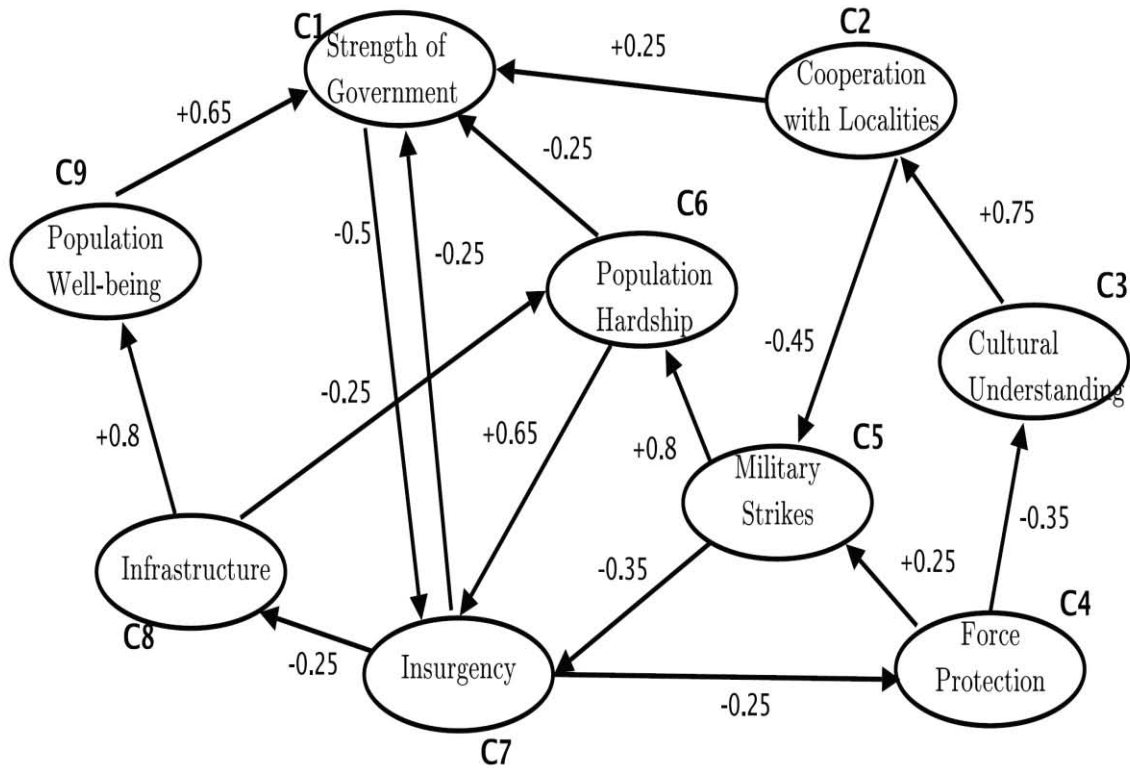 C1
Strength of
Government
+0.25
C2
Cooperation
with Localities
+0.65
-0.25
C9
Population
Well-being
-0.5
-0.25
C6
Population
Hardship
+0.75
C3
Cultural
Understanding
-0.45
-0.25
+0.8
+0.65
+0.8
C5
Military
Strikes
-0.35
Infrastructure
C8
-0.35
+0.25
C4
Force
Protection
-0.25
Insurgency
C7
-0.25